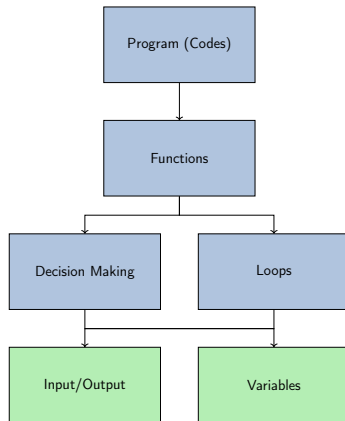 Program (Codes)
Functions
Decision Making
Loops
Input/Output
Variables